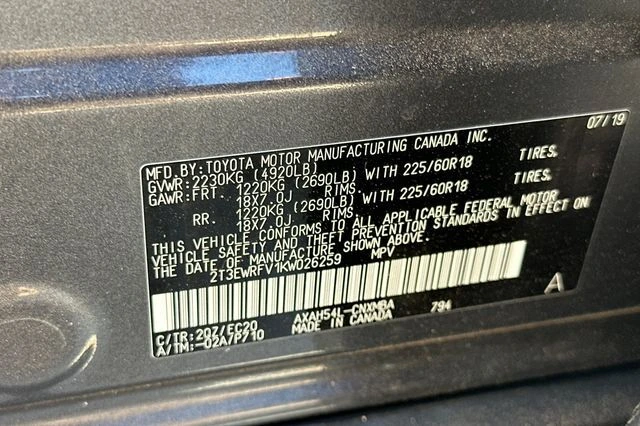 MFD.BY:TOYOTA MOTOR MANUFACTURING CANADA INC. 07/19
GVWR:2230KG (4920LB)
GAWR:FRT 1220KG (2690LB) WITH 225/60R18 TIRES.
18X7.0J RIMS.
RR. 1220KG (2690LB) WITH 225/60R18 TIRES.
18X7.0J RIMS.
THIS VEHICLE CONFORMS TO ALL APPLICABLE FEDERAL MOTOR
VEHICLE SAFETY AND THEFT PREVENTION STANDARDS IN EFFECT ON
THE DATE OF MANUFACTURE SHOWN ABOVE.
2T3EWRFV1KW026259 MPV
A
AXAH54L-CNXMBA 794
C/TR:207/EC20 MADE IN CANADA
A/TM:-02A/P710